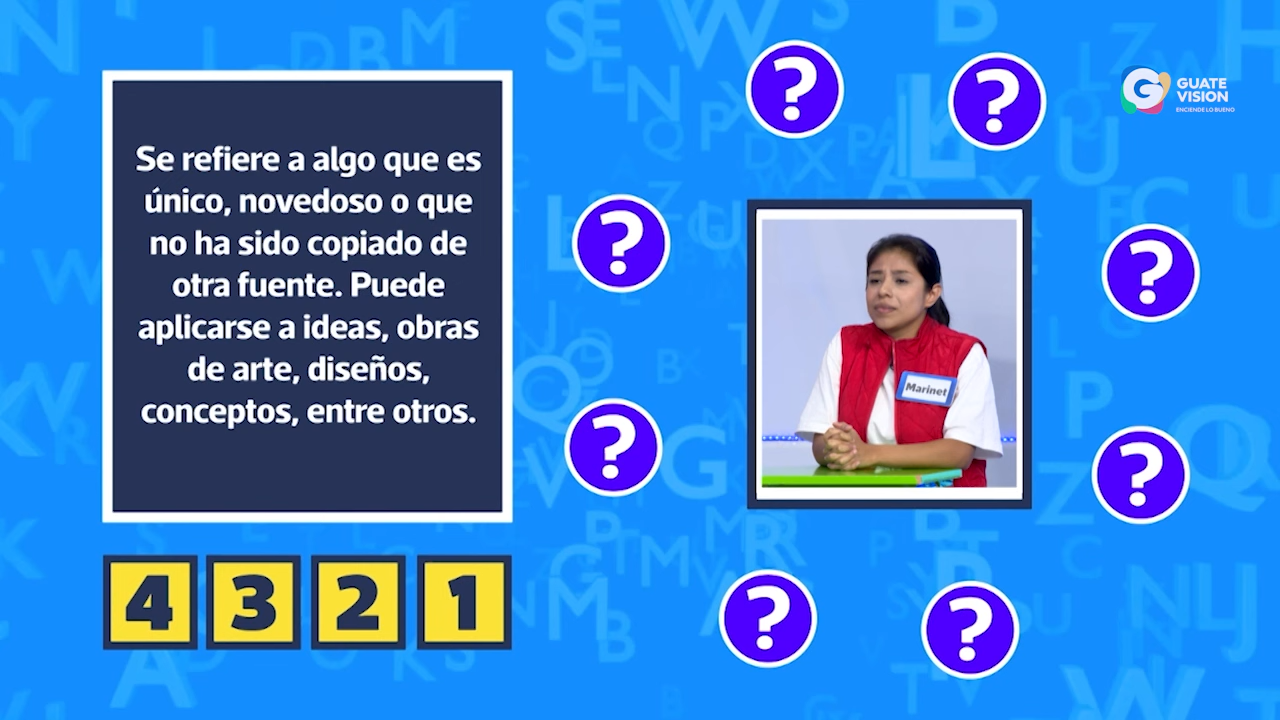 Se refiere a algo que es
único, novedoso o que
no ha sido copiado de
otra fuente. Puede
aplicarse a ideas, obras
de arte, diseños,
conceptos, entre otros.
4 3 2 1
? ? ? ? ? ? ? ?
Marinet
G GUATE
VISION
ENCIENDE LO BUENO